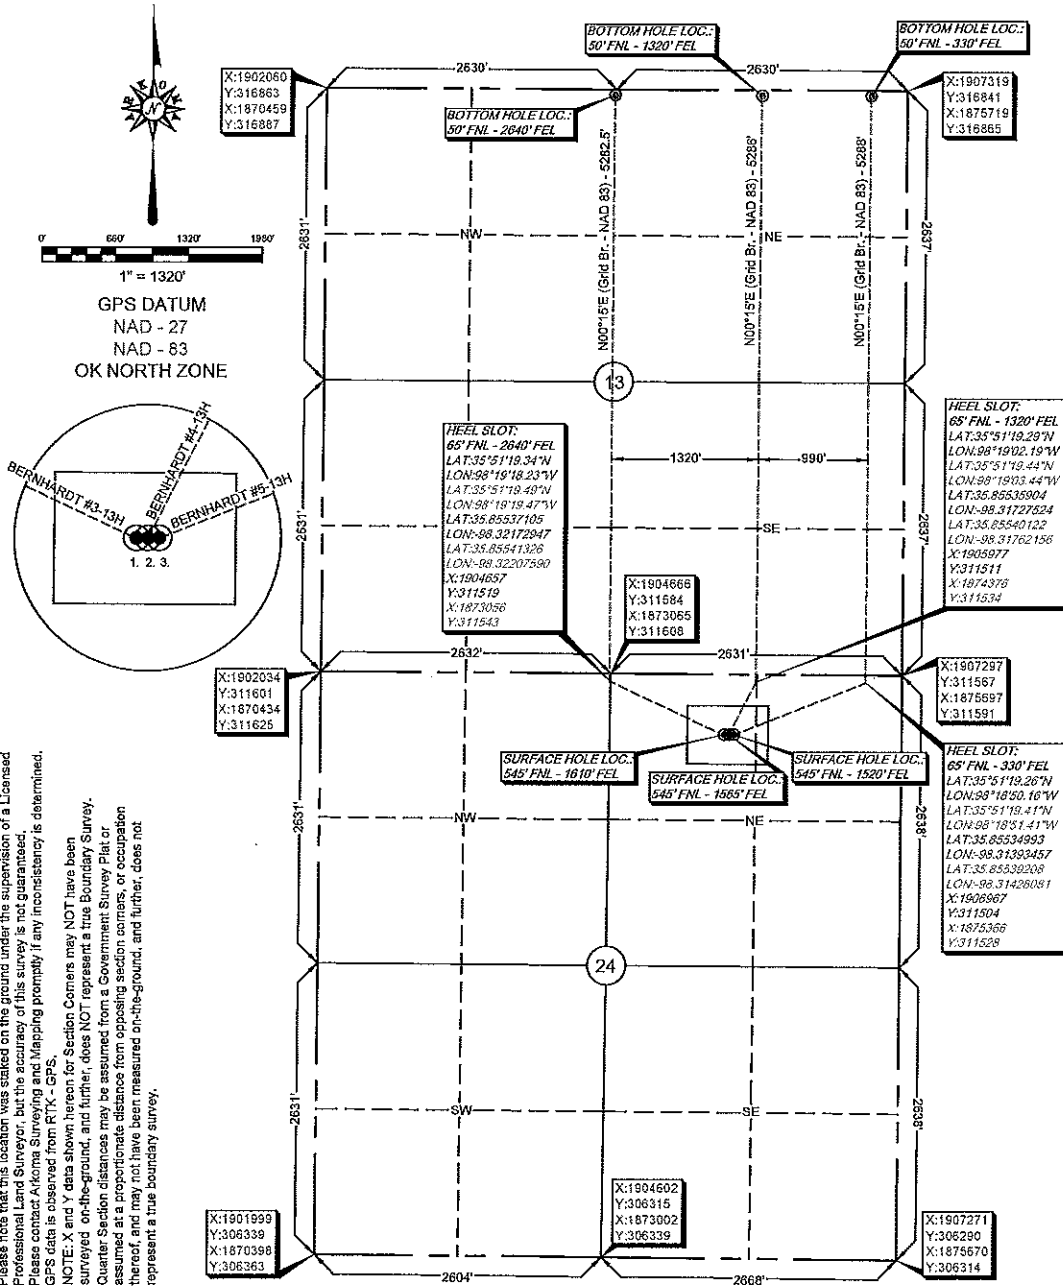 BOTTOM HOLE LOC.:
50' FNL - 1320' FEL
BOTTOM HOLE LOC.:
50' FNL - 330' FEL
N
X:1902060
Y:316863
X:1870459
Y:316887
2630'
2630'
X:1907319
Y:316841
X:1875719
Y:316865
BOTTOM HOLE LOC.:
50' FNL - 2640' FEL
0' 660' 1320' 1980'
1" = 1320'
GPS DATUM
NAD - 27
NAD - 83
OK NORTH ZONE
2631'
NW
NE
2637'
N00°15'E (Grid Br. - NAD 83) - 5282.5'
N00°15'E (Grid Br. - NAD 83) - 5286'
N00°15'E (Grid Br. - NAD 83) - 5288'
13
BERNHARDT #3-13H
BERNHARDT #4-13H
BERNHARDT #5-13H
1. 2. 3.
HEEL SLOT:
65' FNL - 2640' FEL
LAT:35°51'19.34"N
LON:98°19'18.23"W
LAT:35°51'19.49"N
LON:98°19'19.47"W
LAT:35.85537105
LON:-98.32172947
LAT:35.85541326
LON:-98.32207590
X:1904657
Y:311519
X:1873056
Y:311543
1320'
990'
HEEL SLOT:
65' FNL - 1320' FEL
LAT:35°51'19.29"N
LON:98°19'02.19"W
LAT:35°51'19.44"N
LON:98°19'03.44"W
LAT:35.85535904
LON:-98.31727524
LAT:35.85540122
LON:-98.31762156
X:1905977
Y:311511
X:1874376
Y:311534
2631'
SE
2637'
X:1904666
Y:311584
X:1873065
Y:311608
2632'
2631'
X:1902034
Y:311601
X:1870434
Y:311625
X:1907297
Y:311567
X:1875697
Y:311591
SURFACE HOLE LOC.:
545' FNL - 1610' FEL
SURFACE HOLE LOC.:
545' FNL - 1565' FEL
SURFACE HOLE LOC.:
545' FNL - 1520' FEL
HEEL SLOT:
65' FNL - 330' FEL
LAT:35°51'19.26"N
LON:98°18'50.16"W
LAT:35°51'19.41"N
LON:98°18'51.41"W
LAT:35.85534993
LON:-98.31393457
LAT:35.85539208
LON:-98.31428081
X:1906967
Y:311504
X:1875366
Y:311528
2631'
NW
NE
2638'
24
2631'
SW
SE
2638'
X:1901999
Y:306339
X:1870398
Y:306363
X:1904602
Y:306315
X:1873002
Y:306339
X:1907271
Y:306290
X:1875670
Y:306314
2604'
2668'
Please note that this location was staked on the ground under the supervision of a Licensed
Professional Land Surveyor, but the accuracy of this survey is not guaranteed.
Please contact Arkoma Surveying and Mapping promptly if any inconsistency is determined.
GPS data is observed from RTK - GPS.
NOTE: X and Y data shown hereon for Section Corners may NOT have been
surveyed on-the-ground, and further, does NOT represent a true Boundary Survey.
Quarter Section distances may be assumed from a Government Survey Plat or
assumed at a proportionate distance from opposing section corners, or occupation
thereof, and may not have been measured on-the-ground, and further, does not
represent a true boundary survey.